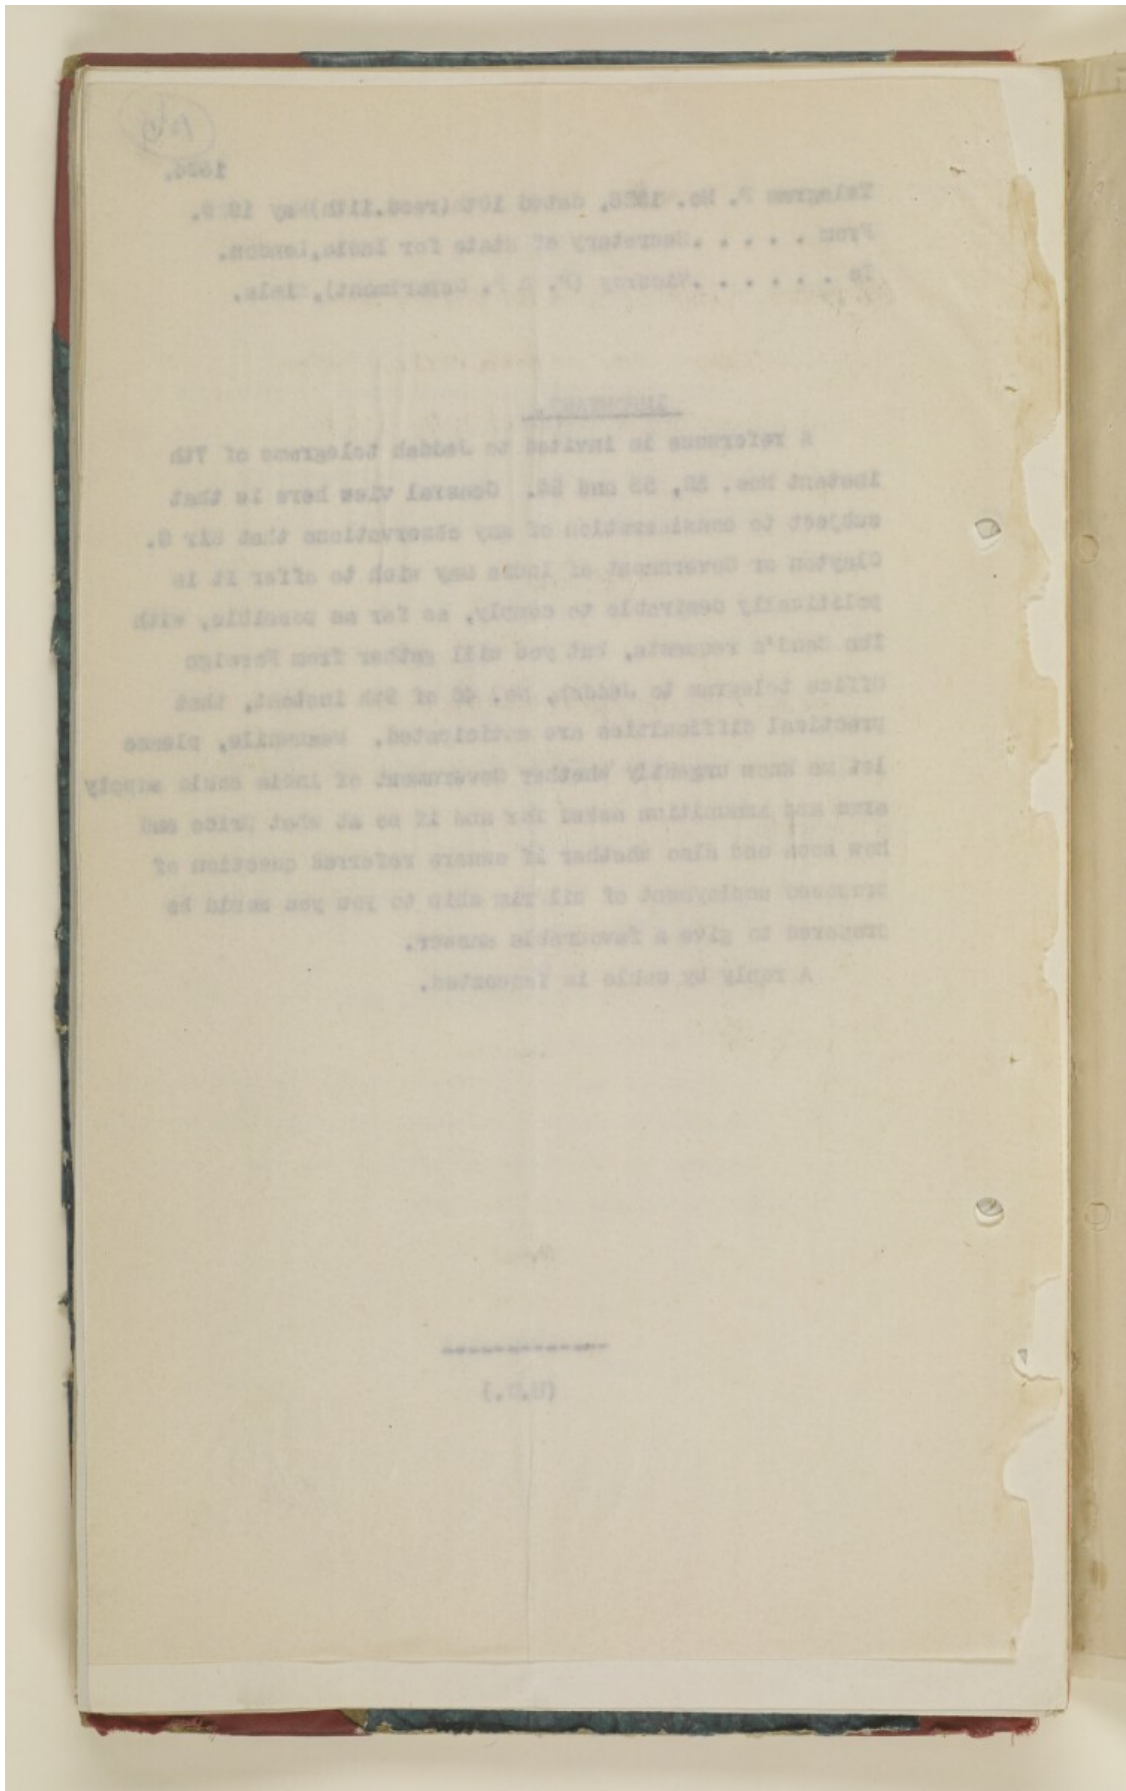 Telegram P. No. dated 10th (recd. 11th) May
From . . . . . Secretary of State for India, London.
To . . . . . . Viceroy Department),
IMPORTANT.
A reference is invited to Jeddah telegrams of 7th
instant Nos. 52, 53 and 54. General view here is that
subject to consideration of any observations that Sir G.
Clayton or Government of India may wish to offer it is
politically desirable to comply, as far as possible, with
Ibn Saud's requests, but you will gather from Foreign
Office telegram to Jeddah, No. of 9th instant, that
practical difficulties are anticipated. Meanwhile, please
let me know urgently whether Government of India could supply
arms and ammunition asked for and if so at what price and
how soon and also whether if owners referred question of
proposed employment of pilgrim ship to you you would be
prepared to give a favourable answer.
A reply by cable is requested.
-------------